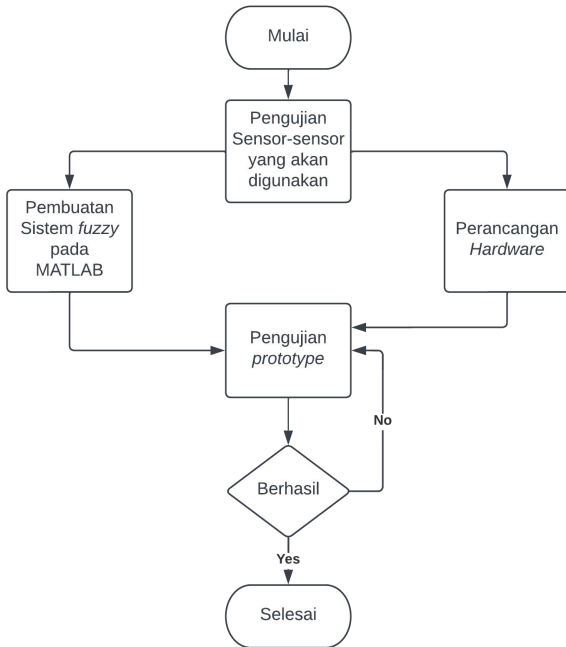 Mulai
Pengujian
Sensor-sensor
yang akan
digunakan
Pembuatan
Sistem fuzzy
pada
MATLAB
Perancangan
Hardware
Pengujian
prototype
No
Berhasil
Yes
Selesai